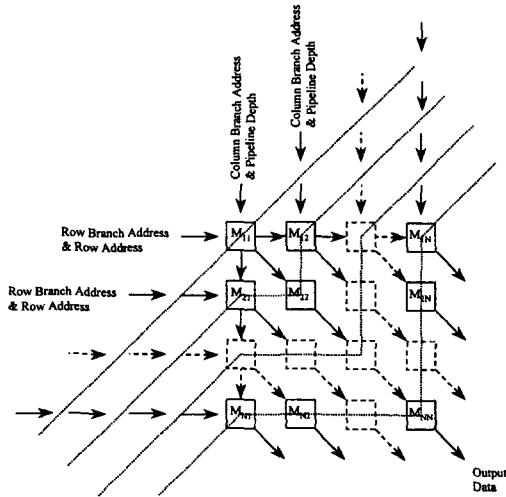 Column Branch Address
& Pipeline Depth
Column Branch Address
& Pipeline Depth
Row Branch Address
& Row Address
M11 M12 M1N
Row Branch Address
& Row Address
M21 M22 M2N
MN1 MN2 MNN
Output
Data